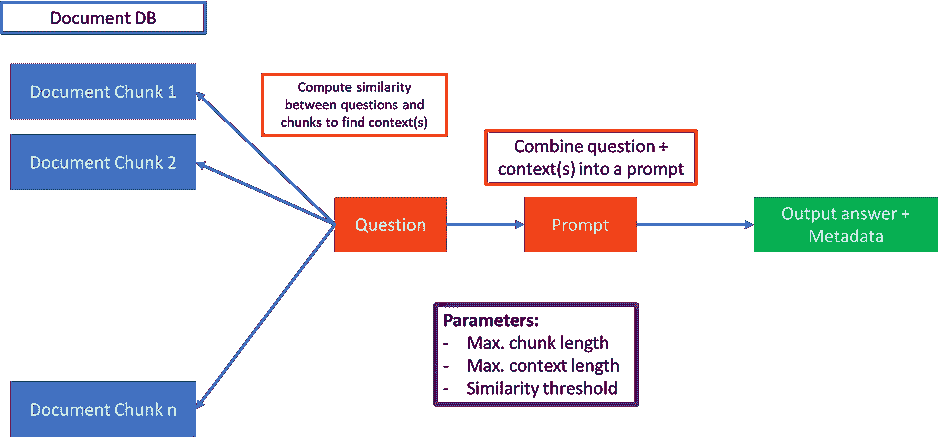 Document DB
Document Chunk 1
Document Chunk 2
Document Chunk n
Compute similarity
between questions and
chunks to find context(s)
Question
Combine question +
context(s) into a prompt
Prompt
Output answer +
Metadata
Parameters:
- Max. chunk length
- Max. context length
- Similarity threshold